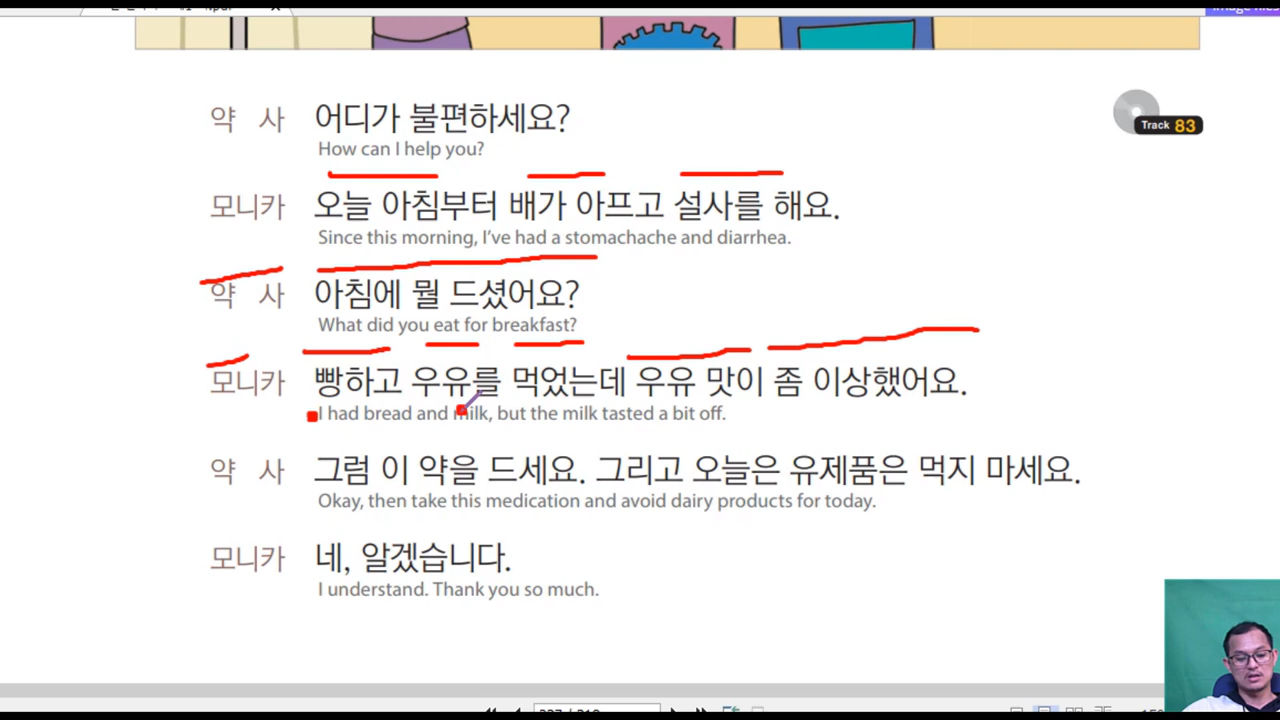 약 사 어디가 불편하세요?
How can I help you?
Track 83
모니카 오늘 아침부터 배가 아프고 설사를 해요.
Since this morning, I've had a stomachache and diarrhea.
약 사 아침에 뭘 드셨어요?
What did you eat for breakfast?
모니카 빵하고 우유를 먹었는데 우유 맛이 좀 이상했어요.
I had bread and milk, but the milk tasted a bit off.
약 사 그럼 이 약을 드세요. 그리고 오늘은 유제품은 먹지 마세요.
Okay, then take this medication and avoid dairy products for today.
모니카 네, 알겠습니다.
I understand. Thank you so much.